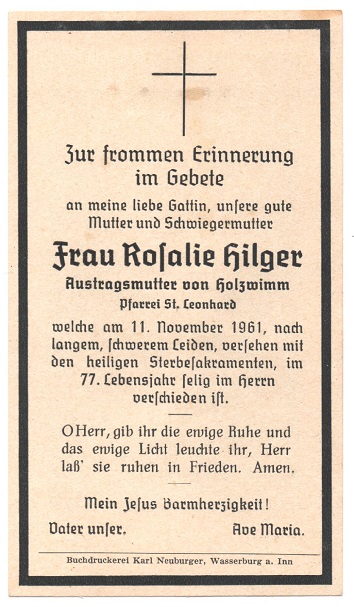 Zur frommen Erinnerung
im Gebete
an meine liebe Gattin, unſere gute
Mutter und Schwiegermutter
Frau Roſalie Hilger
Austragsmutter von Holzwimm
Pfarrei St. Leonhard
welche am 11. November 1961, nach
langem, ſchwerem Leiden, verſehen mit
den heiligen Sterbeſakramenten, im
77. Lebensjahr ſelig im Herrn
verſchieden iſt.
O Herr, gib ihr die ewige Ruhe und
das ewige Licht leuchte ihr, Herr
laß' sie ruhen in Frieden. Amen.
Mein Jeſus Barmherzigkeit!
Vater unſer. Ave Maria.
Buchdruckerei Karl Neuburger, Wasserburg a. Inn